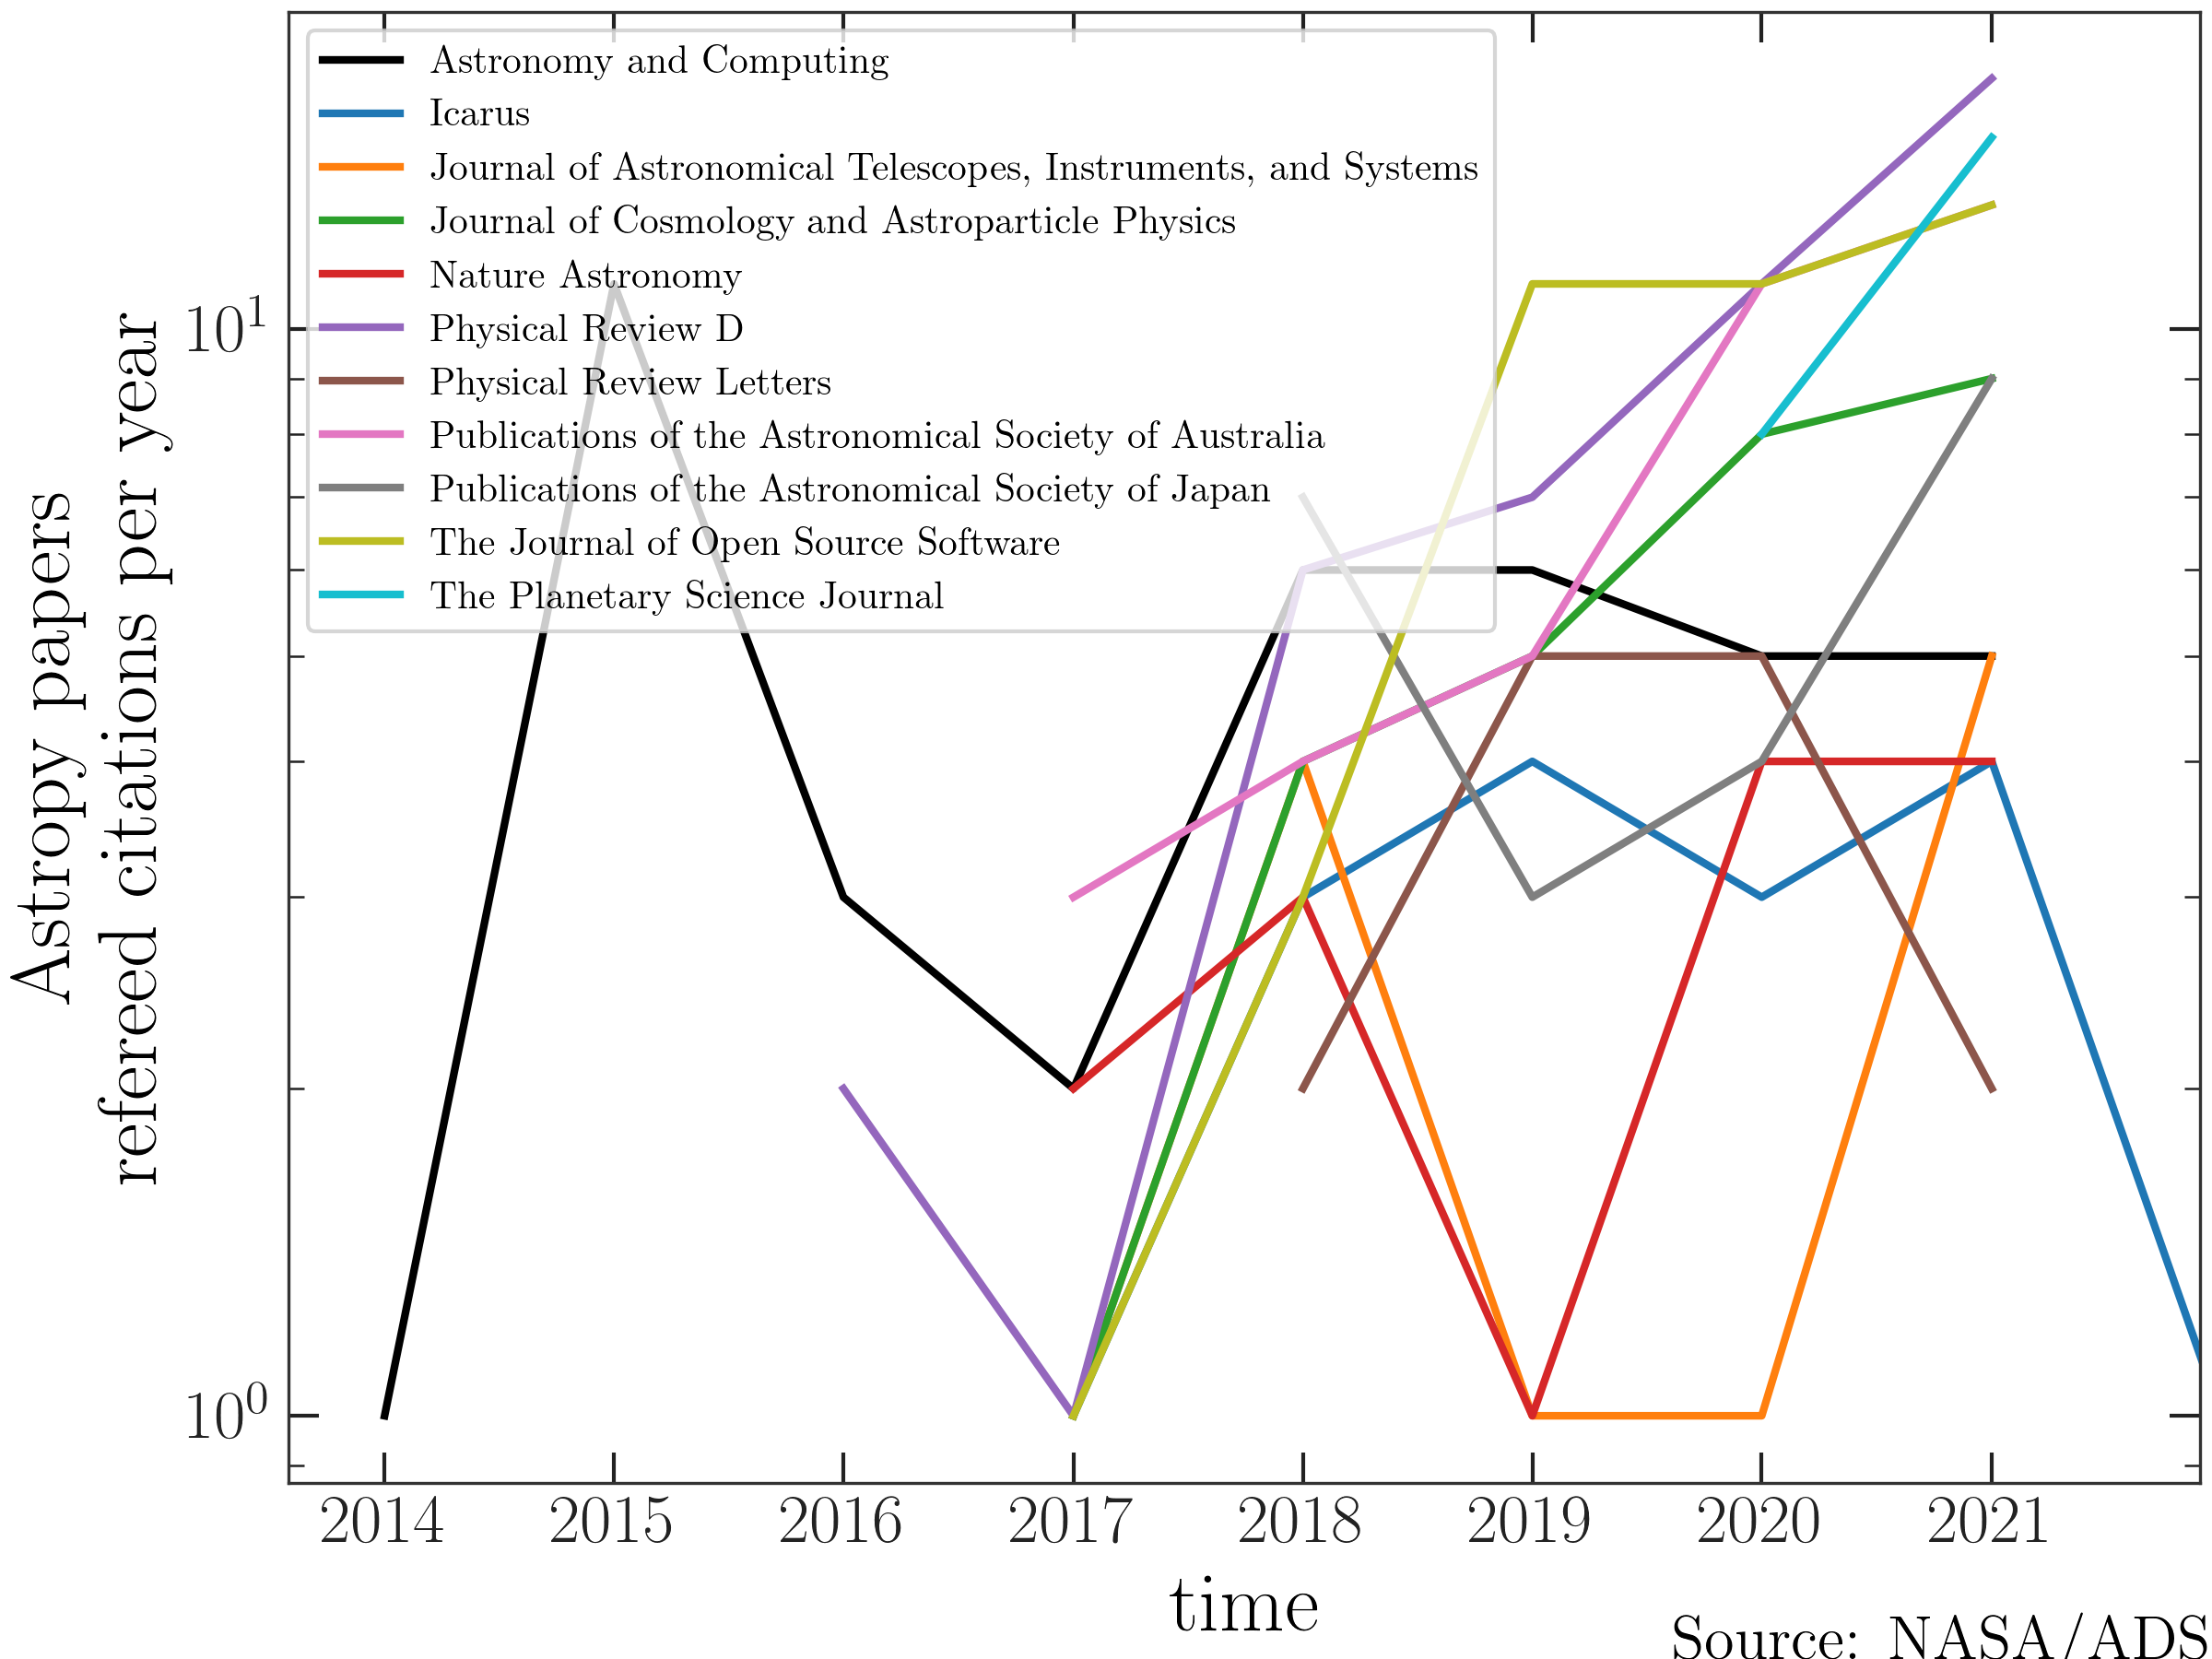 Astronomy and Computing
Icarus
Journal of Astronomical Telescopes, Instruments, and Systems
Journal of Cosmology and Astroparticle Physics
Nature Astronomy
Physical Review D
Physical Review Letters
Publications of the Astronomical Society of Australia
Publications of the Astronomical Society of Japan
The Journal of Open Source Software
The Planetary Science Journal
Astropy papers
refereed citations per year
10¹
10⁰
2014 2015 2016 2017 2018 2019 2020 2021
time
Source: NASA/ADS